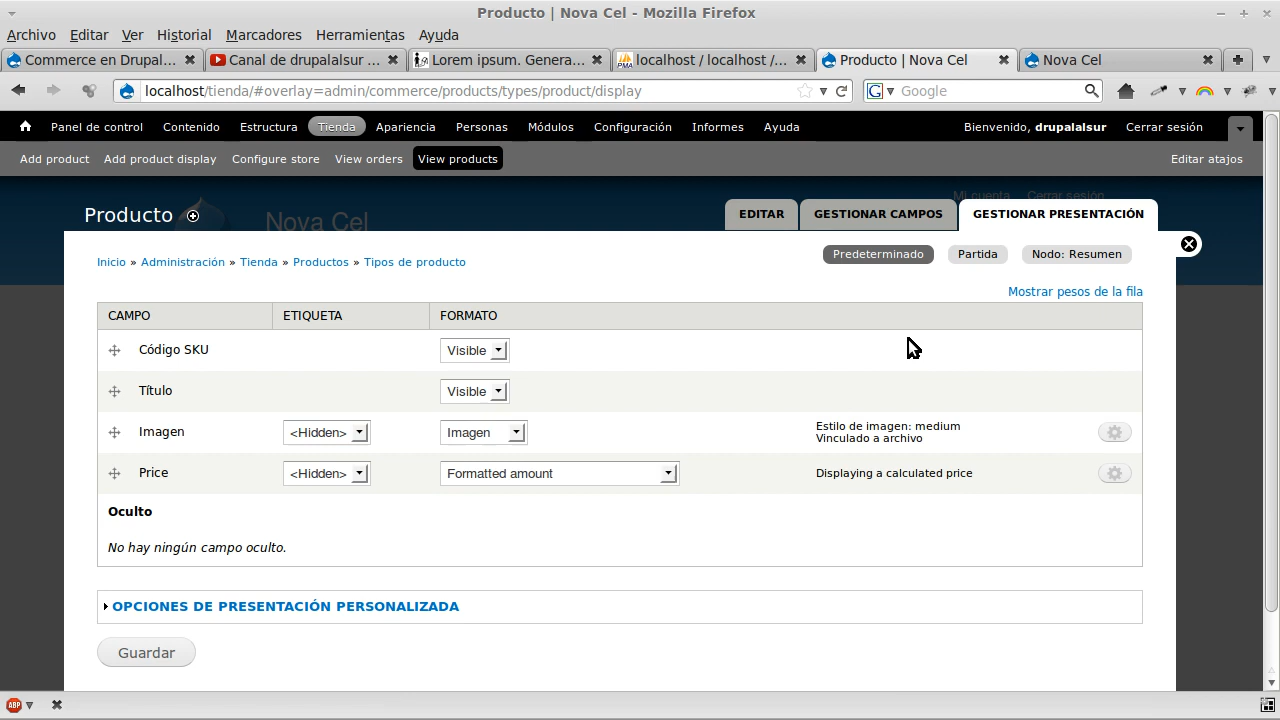 Producto | Nova Cel - Mozilla Firefox
Archivo Editar Ver Historial Marcadores Herramientas Ayuda
Commerce en Drupal... Canal de drupalalsur ... Lorem ipsum. Genera... localhost / localhost /... Producto | Nova Cel Nova Cel
localhost/tienda/#overlay=admin/commerce/products/types/product/display Google
Panel de control Contenido Estructura Tienda Apariencia Personas Módulos Configuración Informes Ayuda Bienvenido, drupalalsur Cerrar sesión
Add product Add product display Configure store View orders View products Editar atajos
Mi cuenta Cerrar sesión
Producto Nova Cel EDITAR GESTIONAR CAMPOS GESTIONAR PRESENTACIÓN
Inicio » Administración » Tienda » Productos » Tipos de producto Predeterminado Partida Nodo: Resumen
Mostrar pesos de la fila
CAMPO ETIQUETA FORMATO
Código SKU Visible
Título Visible
Imagen <Hidden> Imagen Estilo de imagen: medium
Vinculado a archivo
Price <Hidden> Formatted amount Displaying a calculated price
Oculto
No hay ningún campo oculto.
OPCIONES DE PRESENTACIÓN PERSONALIZADA
Guardar
ABP